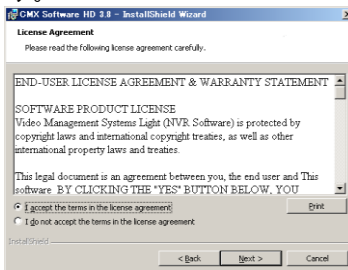 CMX Software HD 3.8 - InstallShield Wizard
License Agreement
Please read the following license agreement carefully.
END-USER LICENSE AGREEMENT & WARRANTY STATEMENT
SOFTWARE PRODUCT LICENSE
Video Management Systems Light (NVR Software) is protected by
copyright laws and international copyright treaties, as well as other
international property laws and treaties.
This legal document is an agreement between you, the end user and This
software BY CLICKING THE "YES" BUTTON BELOW, YOU
I accept the terms in the license agreement
Print
I do not accept the terms in the license agreement
InstallShield
< Back
Next >
Cancel